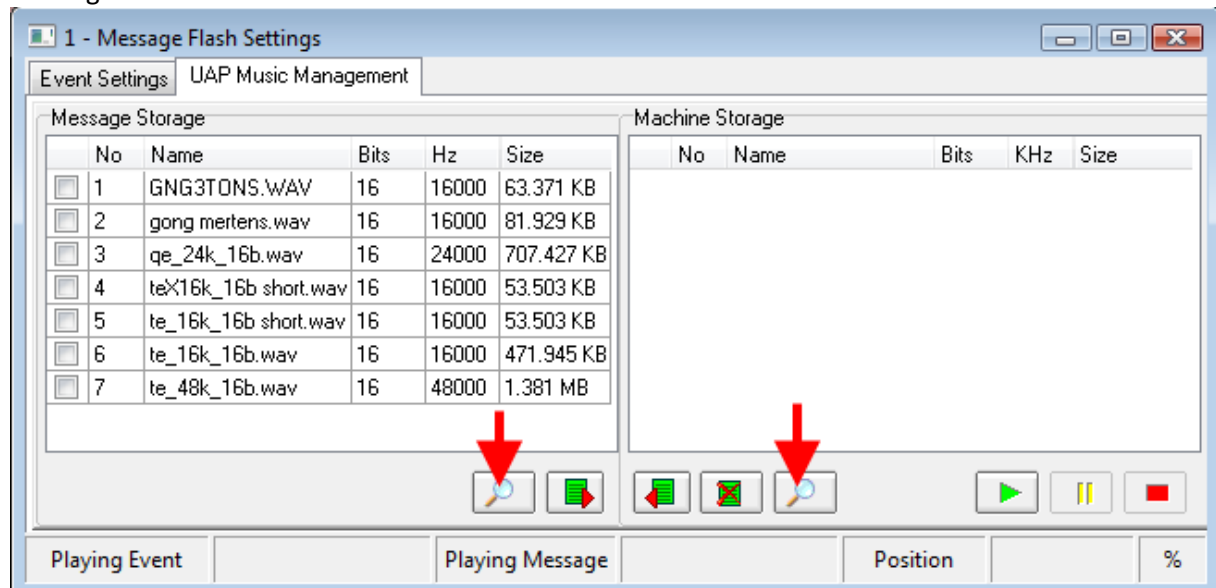 1 - Message Flash Settings
Event Settings UAP Music Management
Message Storage
No Name Bits Hz Size
1 GNG3TONS.WAV 16 16000 63.371 KB
2 gong mertens.wav 16 16000 81.929 KB
3 qe_24k_16b.wav 16 24000 707.427 KB
4 teX16k_16b short.wav 16 16000 53.503 KB
5 te_16k_16b short.wav 16 16000 53.503 KB
6 te_16k_16b.wav 16 16000 471.945 KB
7 te_48k_16b.wav 16 48000 1.381 MB
Machine Storage
No Name Bits KHz Size
Playing Event Playing Message Position %